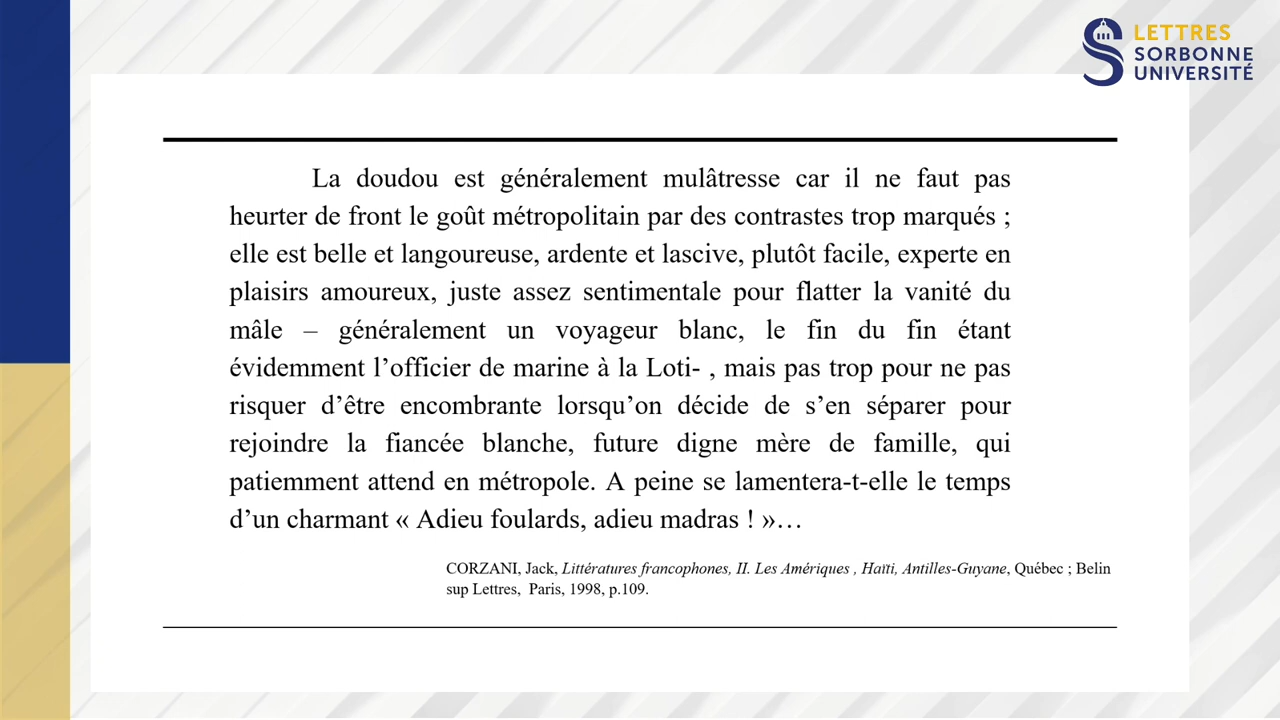 LETTRES
SORBONNE
UNIVERSITÉ
La doudou est généralement mulâtresse car il ne faut pas
heurter de front le goût métropolitain par des contrastes trop marqués ;
elle est belle et langoureuse, ardente et lascive, plutôt facile, experte en
plaisirs amoureux, juste assez sentimentale pour flatter la vanité du
mâle – généralement un voyageur blanc, le fin du fin étant
évidemment l’officier de marine à la Loti- , mais pas trop pour ne pas
risquer d’être encombrante lorsqu’on décide de s’en séparer pour
rejoindre la fiancée blanche, future digne mère de famille, qui
patiemment attend en métropole. A peine se lamentera-t-elle le temps
d’un charmant « Adieu foulards, adieu madras ! »…
CORZANI, Jack, Littératures francophones, II. Les Amériques , Haïti, Antilles-Guyane, Québec ; Belin
sup Lettres, Paris, 1998, p.109.